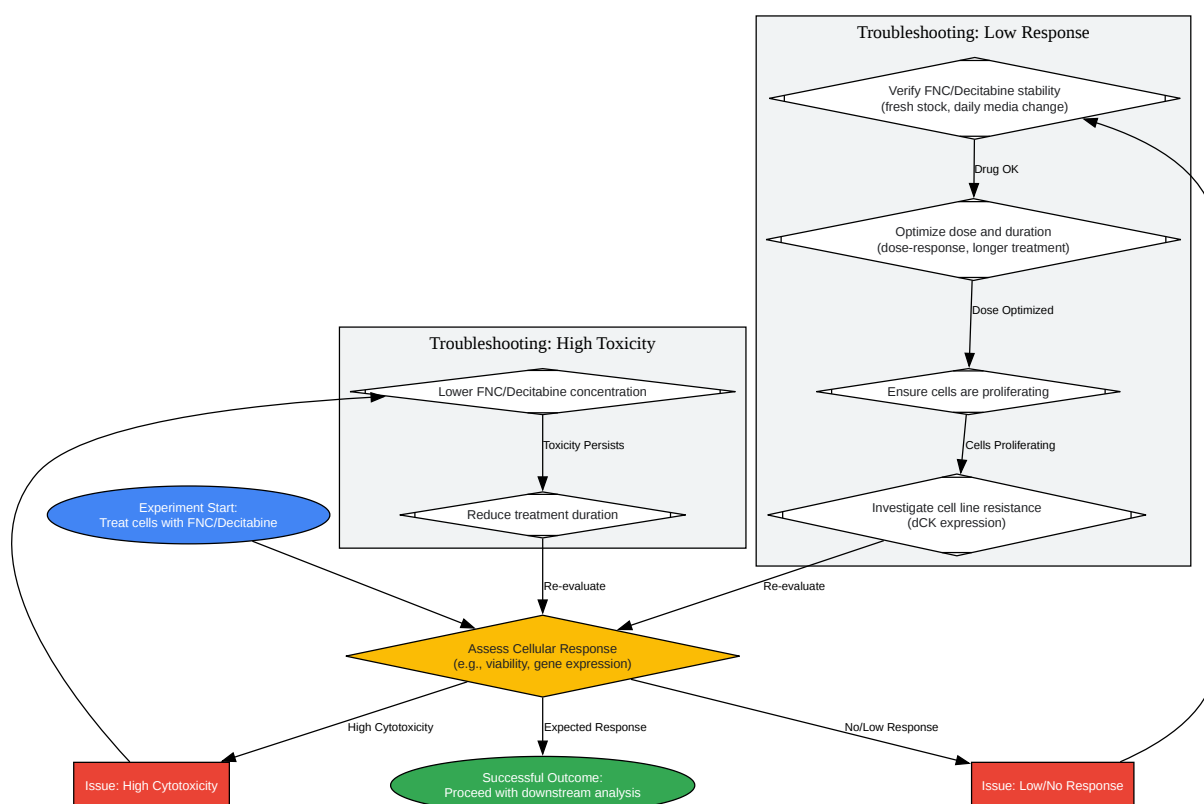 Troubleshooting: Low Response
Verify FNC/Decitabine stability
(fresh stock, daily media change)
Drug OK
Optimize dose and duration
(dose-response, longer treatment)
Dose Optimized
Troubleshooting: High Toxicity
Lower FNC/Decitabine concentration
Ensure cells are proliferating
Toxicity Persists
Cells Proliferating
Experiment Start:
Treat cells with FNC/Decitabine
Reduce treatment duration
Investigate cell line resistance
(dCK expression)
Re-evaluate
Re-evaluate
Assess Cellular Response
(e.g., viability, gene expression)
High Cytotoxicity
Expected Response
No/Low Response
Issue: High Cytotoxicity
Successful Outcome:
Proceed with downstream analysis
Issue: Low/No Response